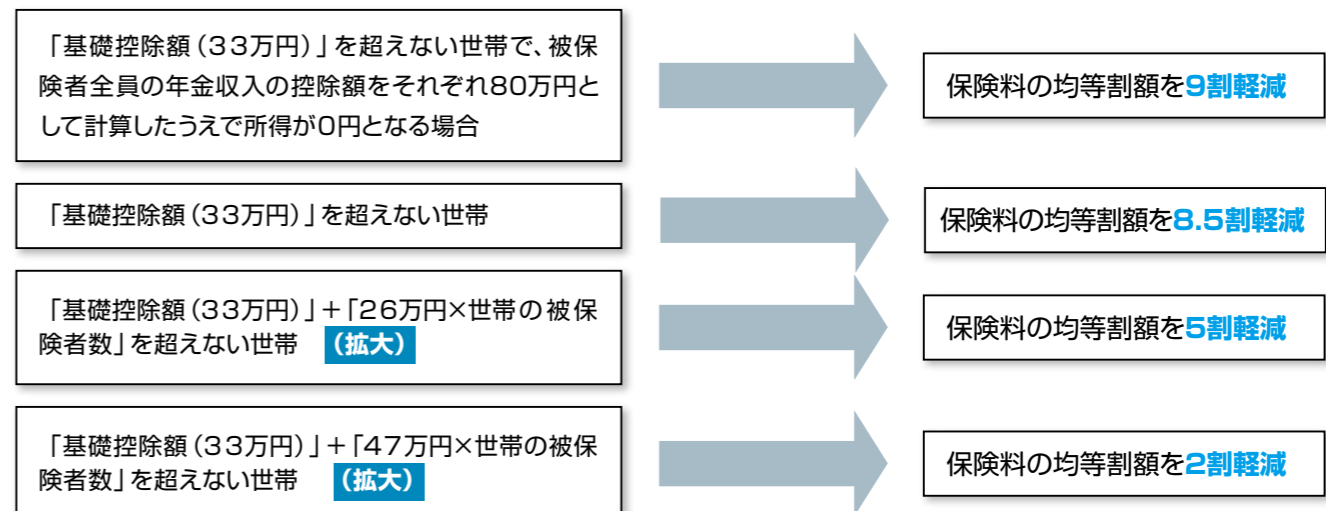 「基礎控除額(33万円)」を超えない世帯で、被保
険者全員の年金収入の控除額をそれぞれ80万円と
して計算したうえで所得が0円となる場合
保険料の均等割額を9割軽減
「基礎控除額(33万円)」を超えない世帯
保険料の均等割額を8.5割軽減
「基礎控除額(33万円)」+「26万円×世帯の被保
険者数」を超えない世帯 (拡大)
保険料の均等割額を5割軽減
「基礎控除額(33万円)」+「47万円×世帯の被保
険者数」を超えない世帯 (拡大)
保険料の均等割額を2割軽減